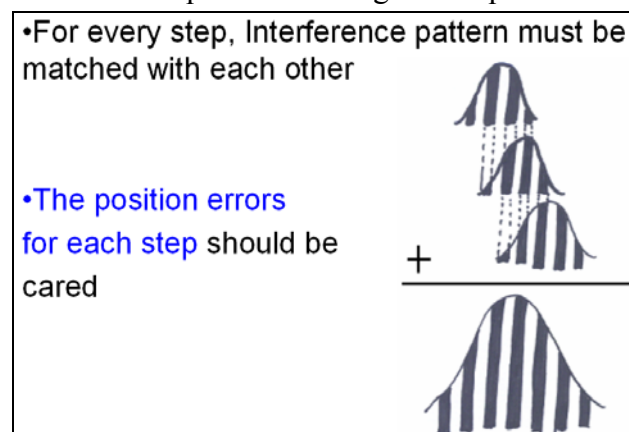 •For every step, Interference pattern must be
matched with each other
•The position errors
for each step should be
cared
+